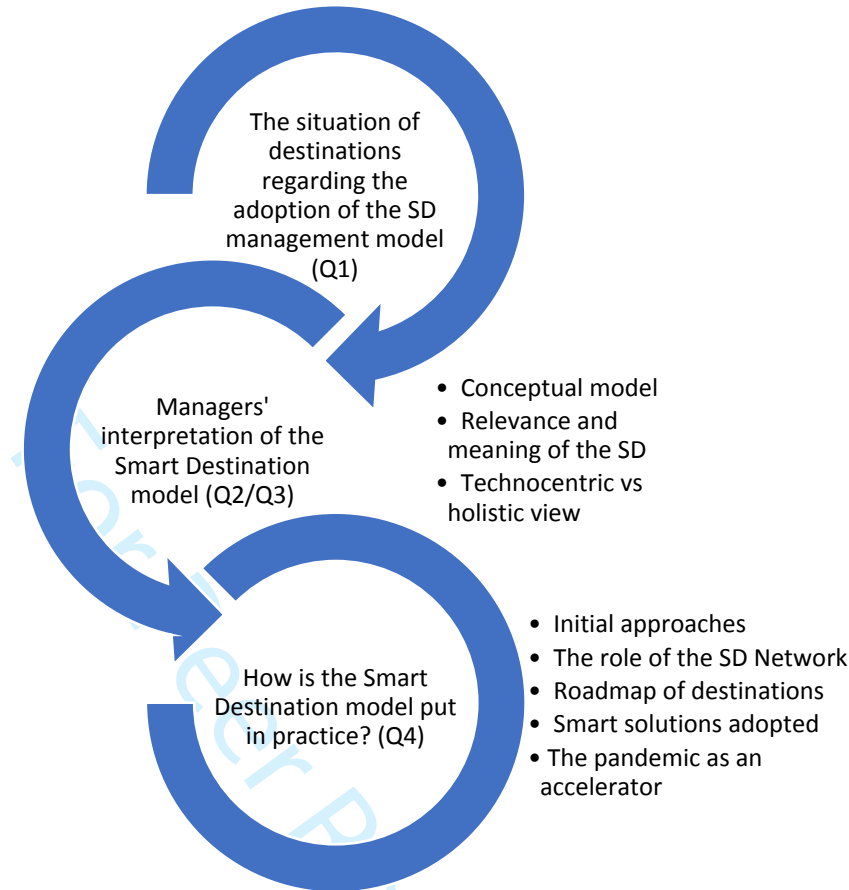 The situation of
destinations
regarding the
adoption of the SD
management model
(Q1)
Managers'
interpretation of the
Smart Destination
model (Q2/Q3)
• Conceptual model
• Relevance and
meaning of the SD
• Technocentric vs
holistic view
How is the Smart
Destination model put
in practice? (Q4)
• Initial approaches
• The role of the SD Network
• Roadmap of destinations
• Smart solutions adopted
• The pandemic as an
accelerator